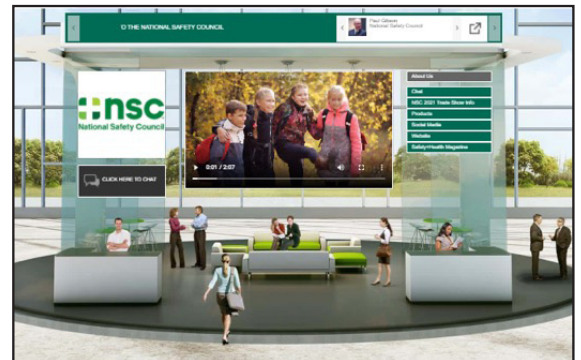 O THE NATIONAL SAFETY COUNCIL
Paul Gibson
National Safety Council
nsc
National Safety Council
CLICK HERE TO CHAT
0:01 / 2:07
About Us
Chat
NSC 2021 Trade Show Info
Products
Social Media
Website
Safety+Health Magazine